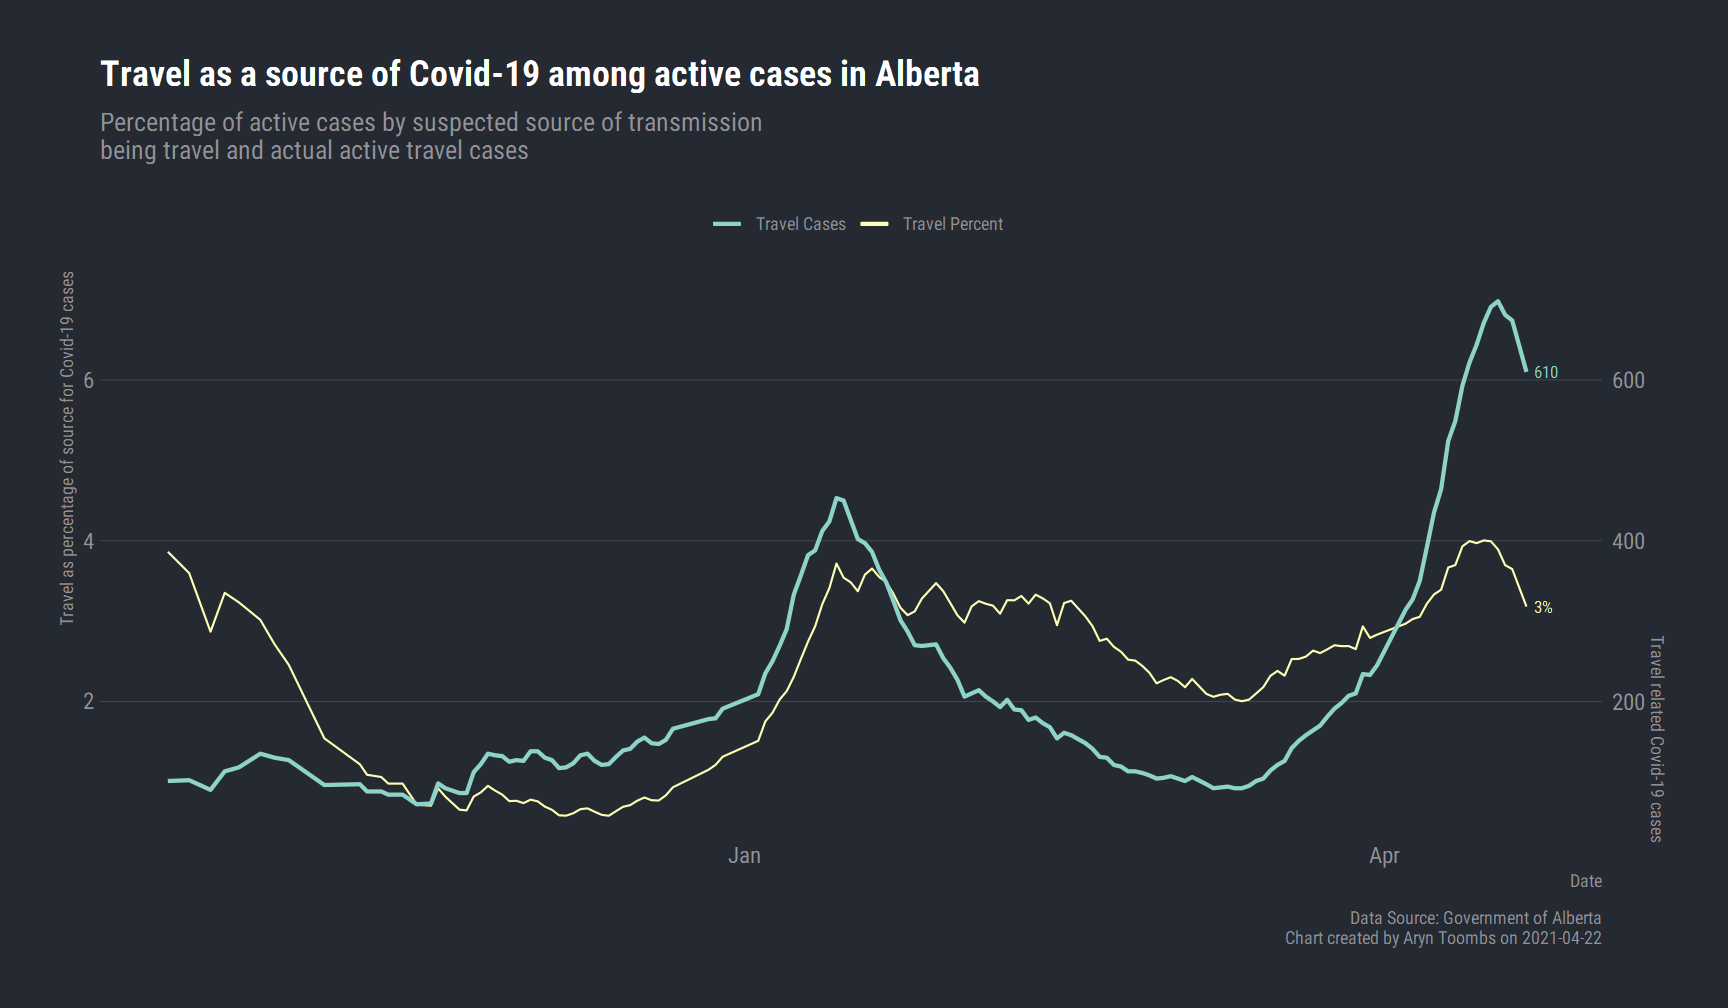 Travel as a source of Covid-19 among active cases in Alberta
Percentage of active cases by suspected source of transmission
being travel and actual active travel cases
Travel Cases
Travel Percent
Travel as percentage of source for Covid-19 cases
6
4
2
600
400
200
610
3%
Travel related Covid-19 cases
Jan
Apr
Date
Data Source: Government of Alberta
Chart created by Aryn Toombs on 2021-04-22